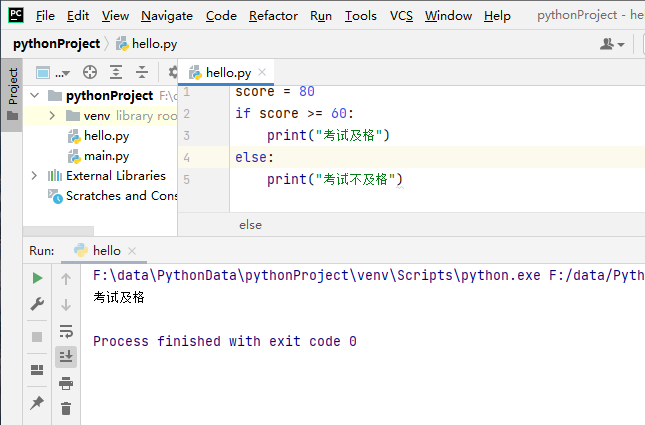 PC File Edit View Navigate Code Refactor Run Tools VCS Window Help pythonProject - he
pythonProject hello.py
Project
...
hello.py
pythonProject F:\d
venv library roo
hello.py
main.py
External Libraries
Scratches and Cons
1 score = 80
2 if score >= 60:
3 print("考试及格")
4 else:
5 print("考试不及格")
else
Run: hello
F:\data\PythonData\pythonProject\venv\Scripts\python.exe F:/data/Pyth
考试及格
Process finished with exit code 0